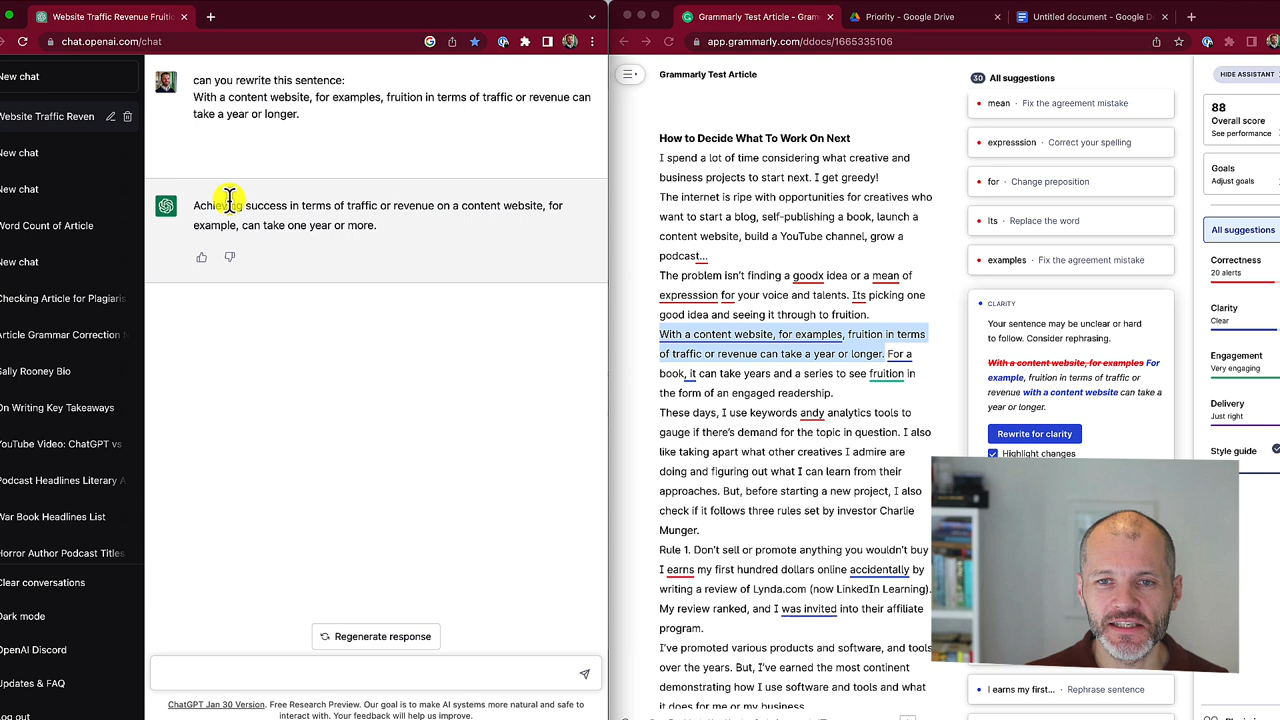 Website Traffic Revenue Fruitic
Grammarly Test Article - Gram
Priority - Google Drive
Untitled document - Google D
chat.openai.com/chat
app.grammarly.com/ddocs/1665335106
New chat
Website Traffic Reven
New chat
New chat
Word Count of Article
New chat
Checking Article for Plagiaris
Article Grammar Correction N
Sally Rooney Bio
On Writing Key Takeaways
YouTube Video: ChatGPT vs
Podcast Headlines Literary A
War Book Headlines List
Horror Author Podcast Titles
Clear conversations
Dark mode
OpenAI Discord
Updates & FAQ
Log out
can you rewrite this sentence:
With a content website, for examples, fruition in terms of traffic or revenue can
take a year or longer.
Achieving success in terms of traffic or revenue on a content website, for
example, can take one year or more.
Regenerate response
ChatGPT Jan 30 Version. Free Research Preview. Our goal is to make AI systems more natural and safe to
interact with. Your feedback will help us improve.
Grammarly Test Article
How to Decide What To Work On Next
I spend a lot of time considering what creative and
business projects to start next. I get greedy!
The internet is ripe with opportunities for creatives who
want to start a blog, self-publishing a book, launch a
content website, build a YouTube channel, grow a
podcast...
The problem isn't finding a goodx idea or a mean of
expresssion for your voice and talents. Its picking one
good idea and seeing it through to fruition.
With a content website, for examples, fruition in terms
of traffic or revenue can take a year or longer. For a
book, it can take years and a series to see fruition in
the form of an engaged readership.
These days, I use keywords andy analytics tools to
gauge if there's demand for the topic in question. I also
like taking apart what other creatives I admire are
doing and figuring out what I can learn from their
approaches. But, before starting a new project, I also
check if it follows three rules set by investor Charlie
Munger.
Rule 1. Don't sell or promote anything you wouldn't buy
I earns my first hundred dollars online accidentally by
writing a review of Lynda.com (now LinkedIn Learning).
My review ranked, and I was invited into their affiliate
program.
I've promoted various products and software, and tools
over the years. But, I've earned the most continent
demonstrating how I use software and tools and what
it does for me or my business.
30 All suggestions
mean · Fix the agreement mistake
expresssion · Correct your spelling
for · Change preposition
Its · Replace the word
examples · Fix the agreement mistake
CLARITY
Your sentence may be unclear or hard
to follow. Consider rephrasing.
With a content website, for examples For
example, fruition in terms of traffic or
revenue with a content website can take a
year or longer.
Rewrite for clarity
Highlight changes
I earns my first... · Rephrase sentence
HIDE ASSISTANT
88
Overall score
See performance
Goals
Adjust goals
All suggestions
Correctness
20 alerts
Clarity
Clear
Engagement
Very engaging
Delivery
Just right
Style guide